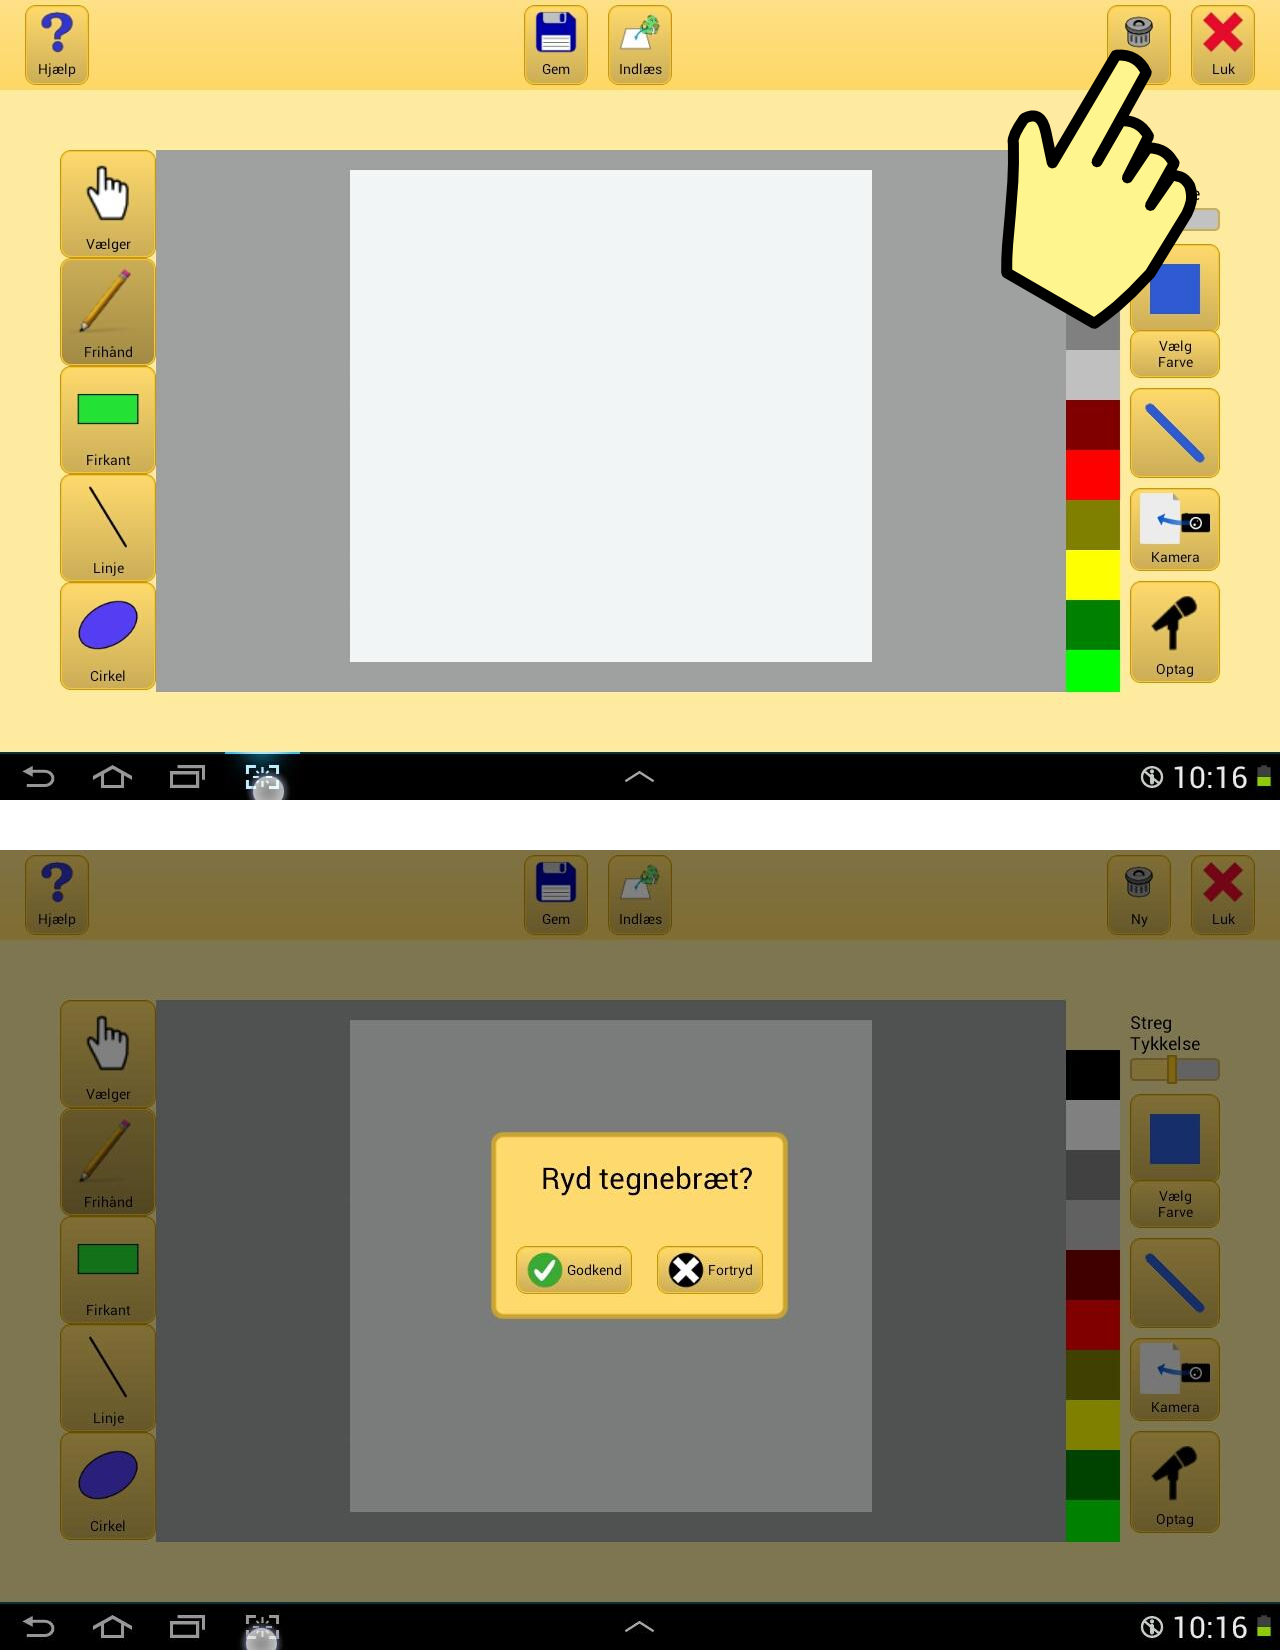 Hjælp
Gem
Indlæs
Luk
Vælger
Frihånd
Firkant
Linje
Cirkel
Vælg
Farve
Kamera
Optag
10:16
Hjælp
Gem
Indlæs
Ny
Luk
Vælger
Frihånd
Firkant
Linje
Cirkel
Ryd tegnebræt?
Godkend
Fortryd
Streg
Tykkelse
Vælg
Farve
Kamera
Optag
10:16